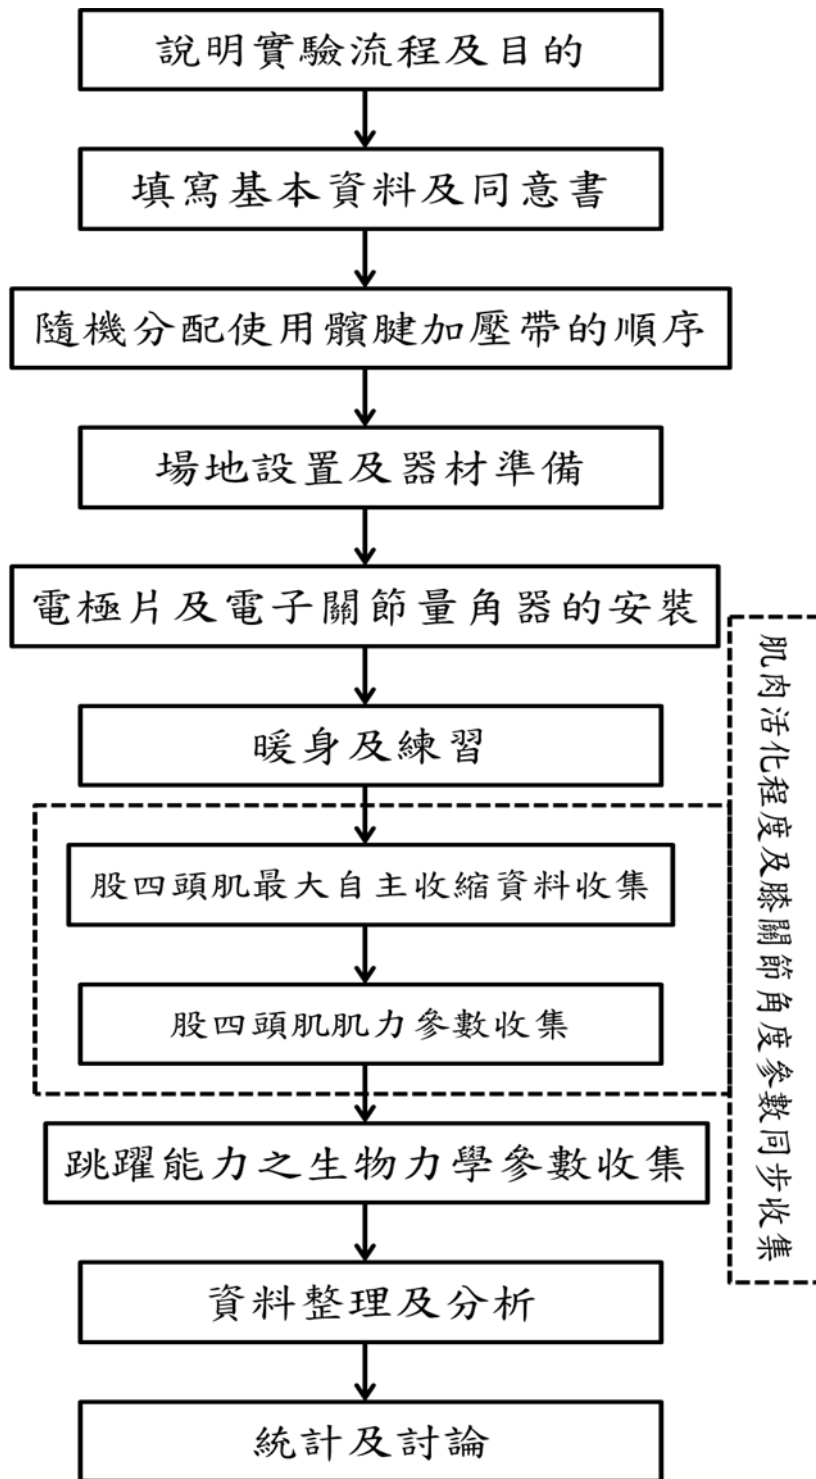 說明實驗流程及目的
填寫基本資料及同意書
隨機分配使用髕腱加壓帶的順序
場地設置及器材準備
電極片及電子關節量角器的安裝
暖身及練習
股四頭肌最大自主收縮資料收集
股四頭肌肌力參數收集
肌肉活化程度及膝關節角度參數同步收集
跳躍能力之生物力學參數收集
資料整理及分析
統計及討論